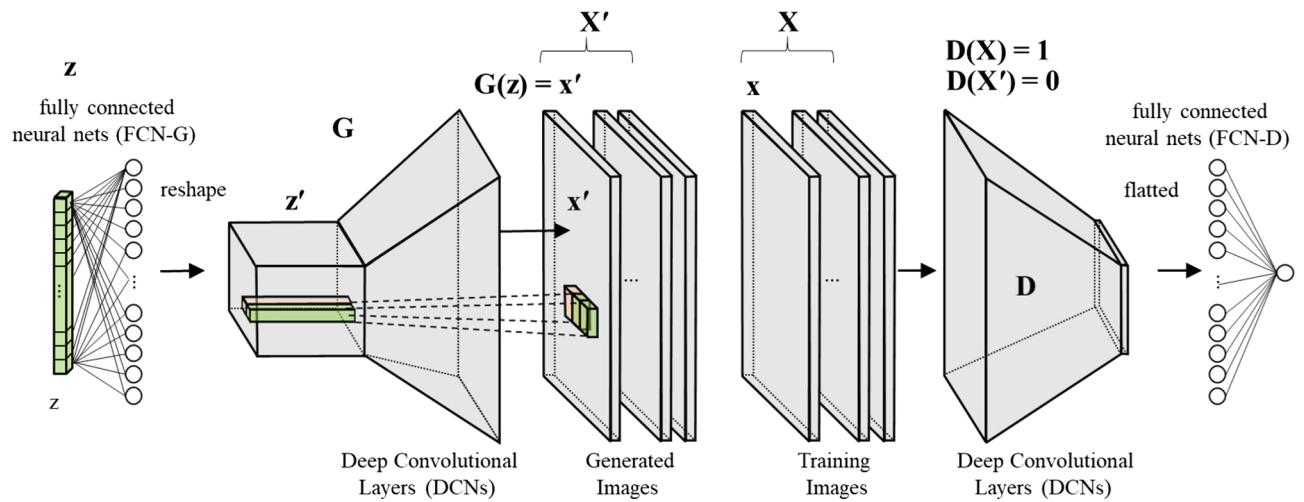 z
fully connected
neural nets (FCN-G)
reshape
...
z
G
z′
Deep Convolutional
Layers (DCNs)
X′
G(z) = x′
x′
...
Generated
Images
X
x
...
Training
Images
D(X) = 1
D(X′) = 0
D
Deep Convolutional
Layers (DCNs)
fully connected
neural nets (FCN-D)
flatted
...